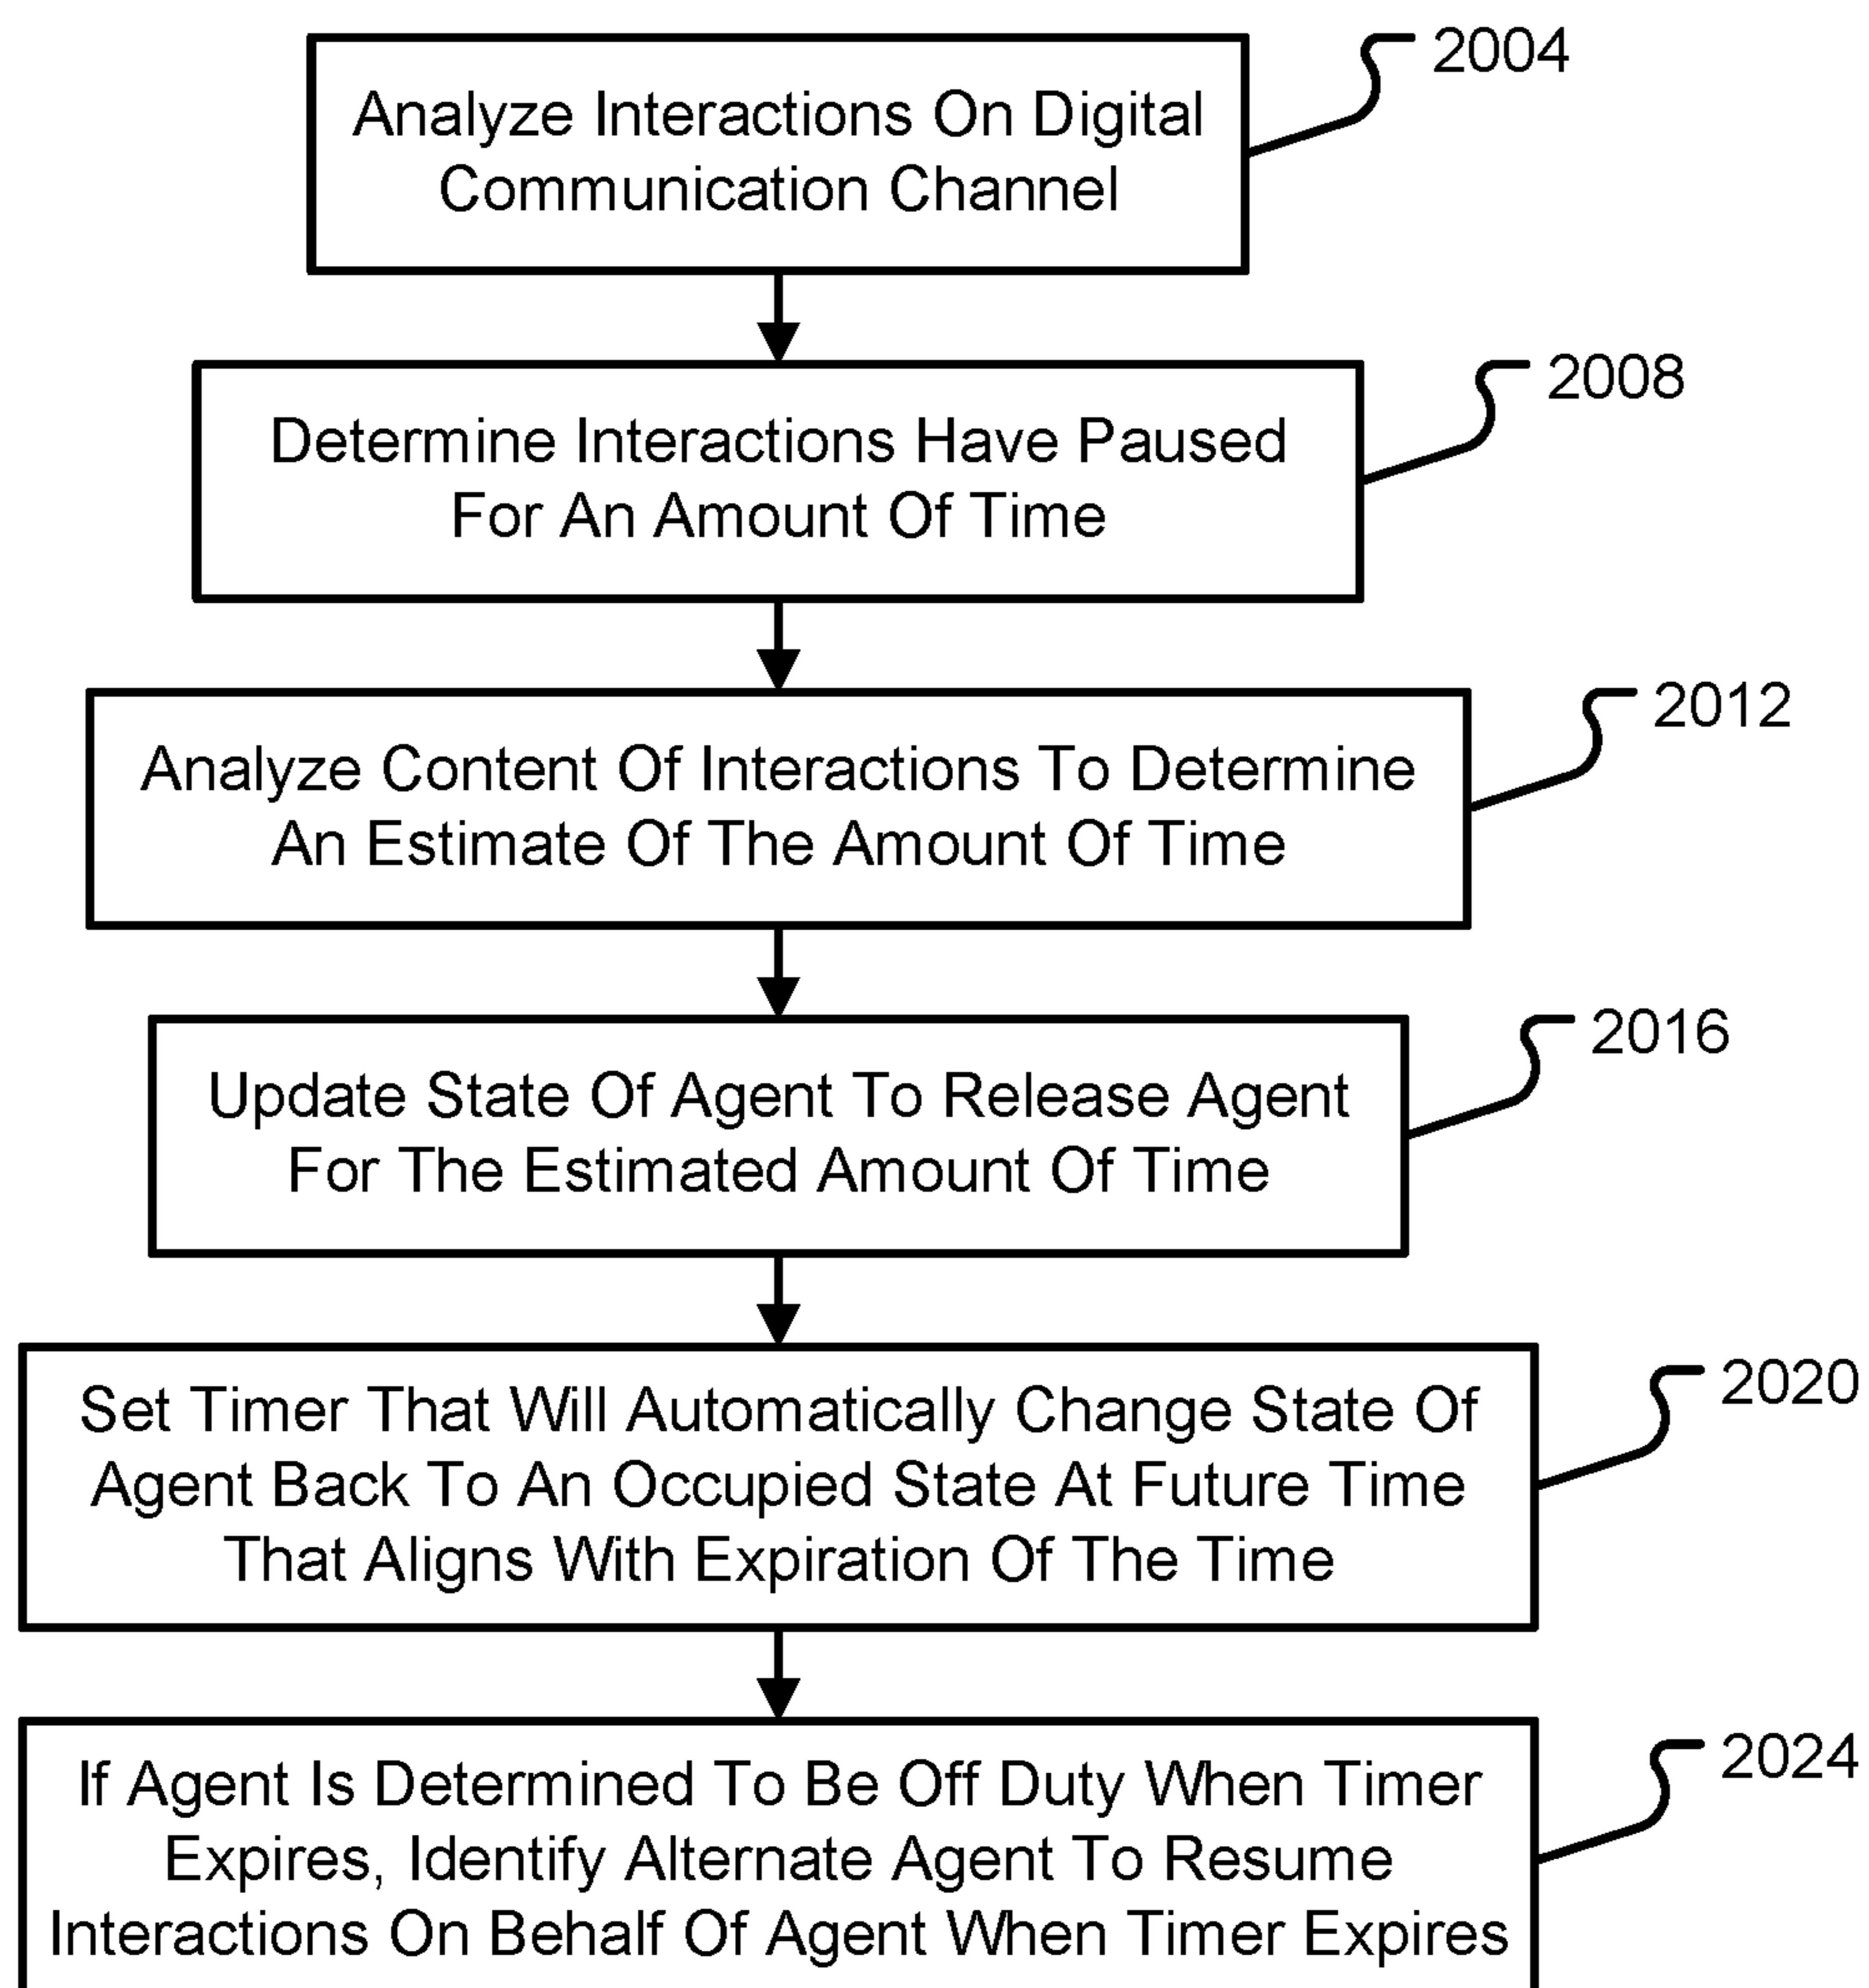 2004
Analyze Interactions On Digital
Communication Channel
2008
Determine Interactions Have Paused
For An Amount Of Time
2012
Analyze Content Of Interactions To Determine
An Estimate Of The Amount Of Time
2016
Update State Of Agent To Release Agent
For The Estimated Amount Of Time
2020
Set Timer That Will Automatically Change State Of
Agent Back To An Occupied State At Future Time
That Aligns With Expiration Of The Time
2024
If Agent Is Determined To Be Off Duty When Timer
Expires, Identify Alternate Agent To Resume
Interactions On Behalf Of Agent When Timer Expires